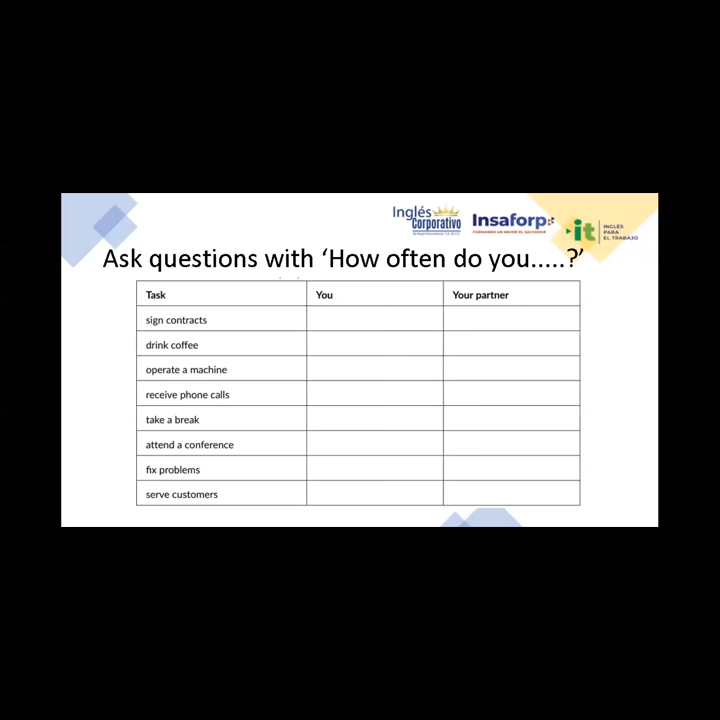 Inglés
Corporativo
Insaforp
FORMANDO UN MEJOR EL SALVADOR
it
INGLÉS
PARA
EL TRABAJO
Ask questions with ‘How often do you.....?’
Task You Your partner
sign contracts
drink coffee
operate a machine
receive phone calls
take a break
attend a conference
fix problems
serve customers